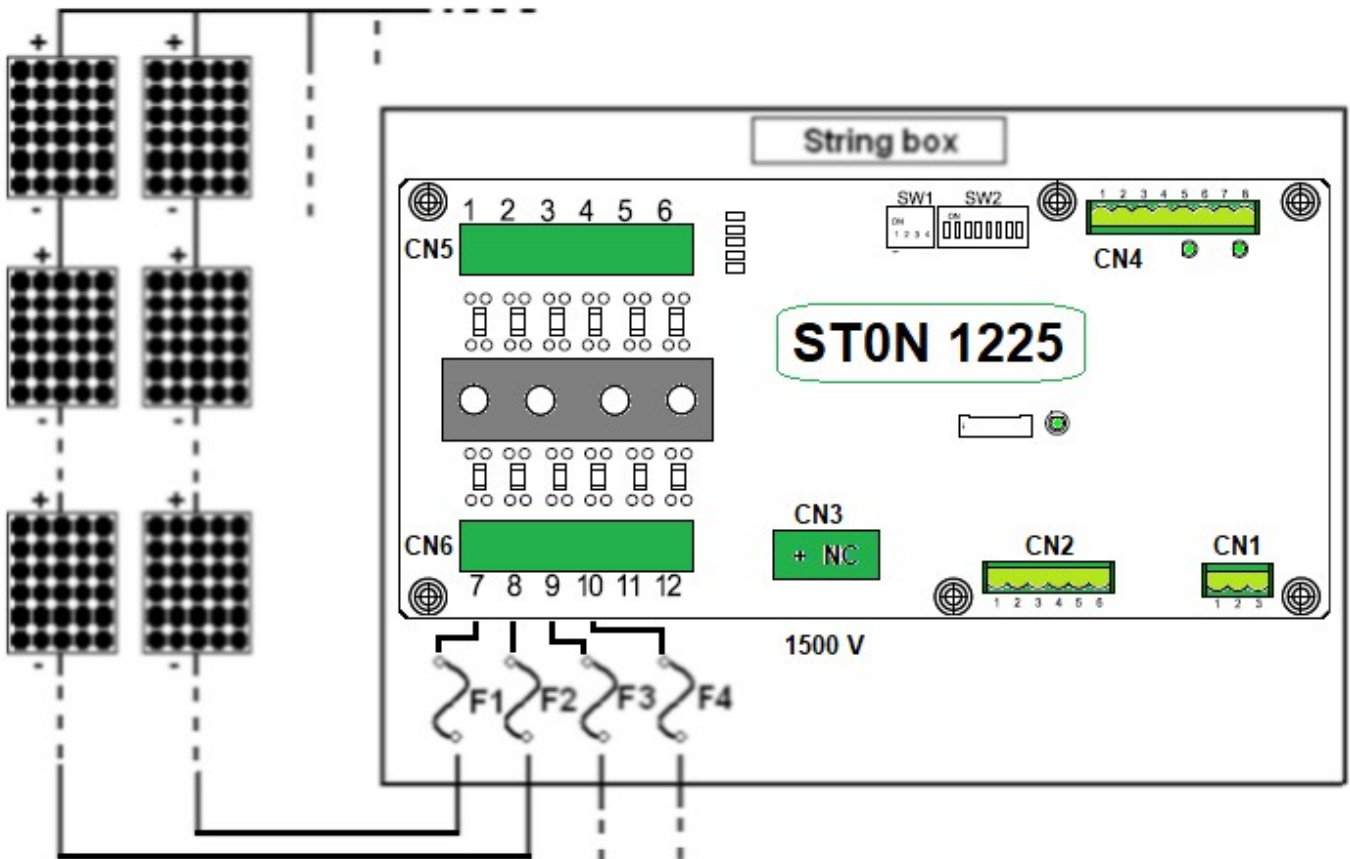 + +
- -
+ +
- -
+ +
- -
String box
1 2 3 4 5 6
CN5
SW1 SW2
ON
1 2 3 4
-
ON
1 2 3 4 5 6 7 8
CN4
ST0N 1225
CN6
7 8 9 10 11 12
CN3
+ NC
1500 V
CN2
1 2 3 4 5 6
CN1
1 2 3
F1 F2 F3 F4